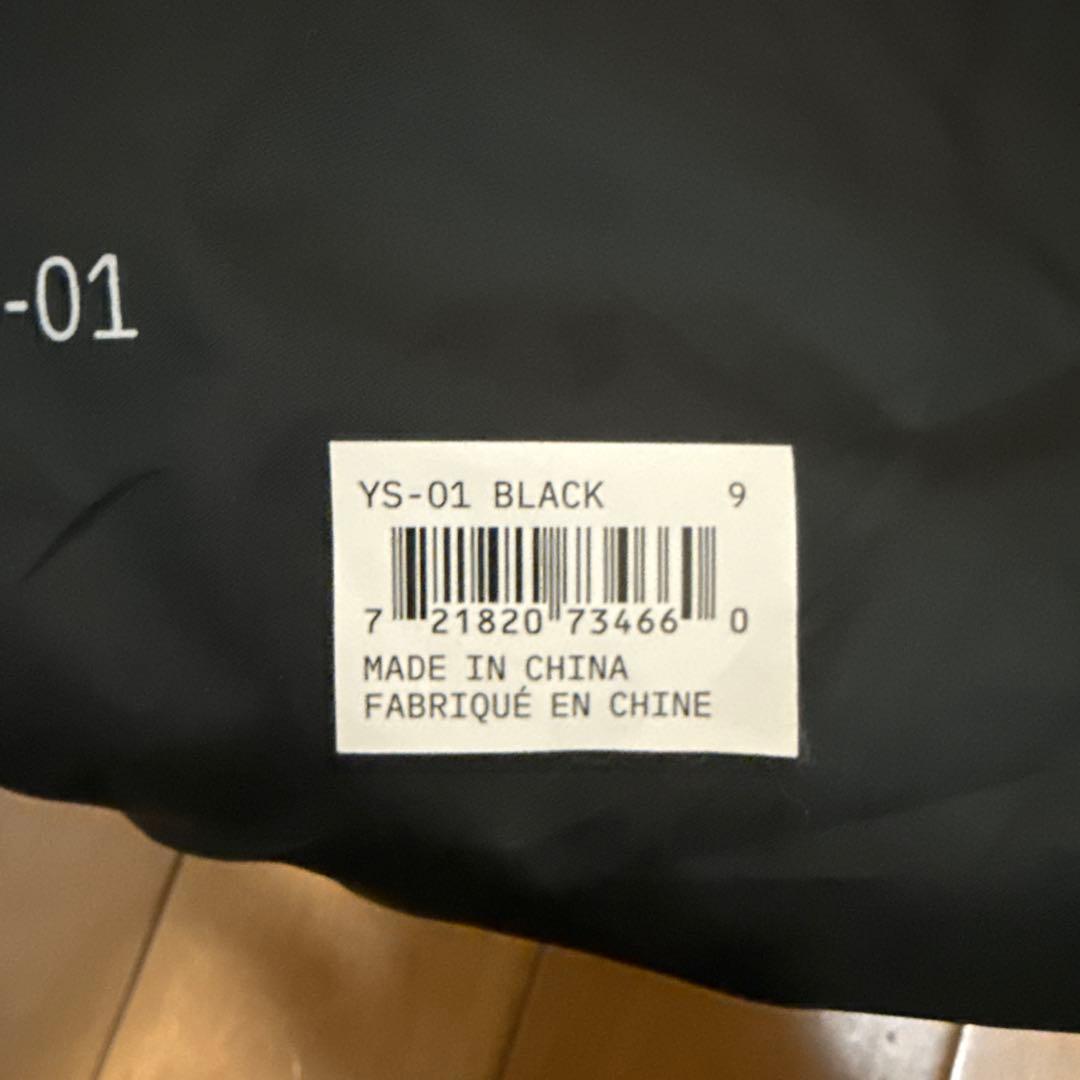 -01
YS-01 BLACK 9
7 21820 73466 0
MADE IN CHINA
FABRIQUÉ EN CHINE